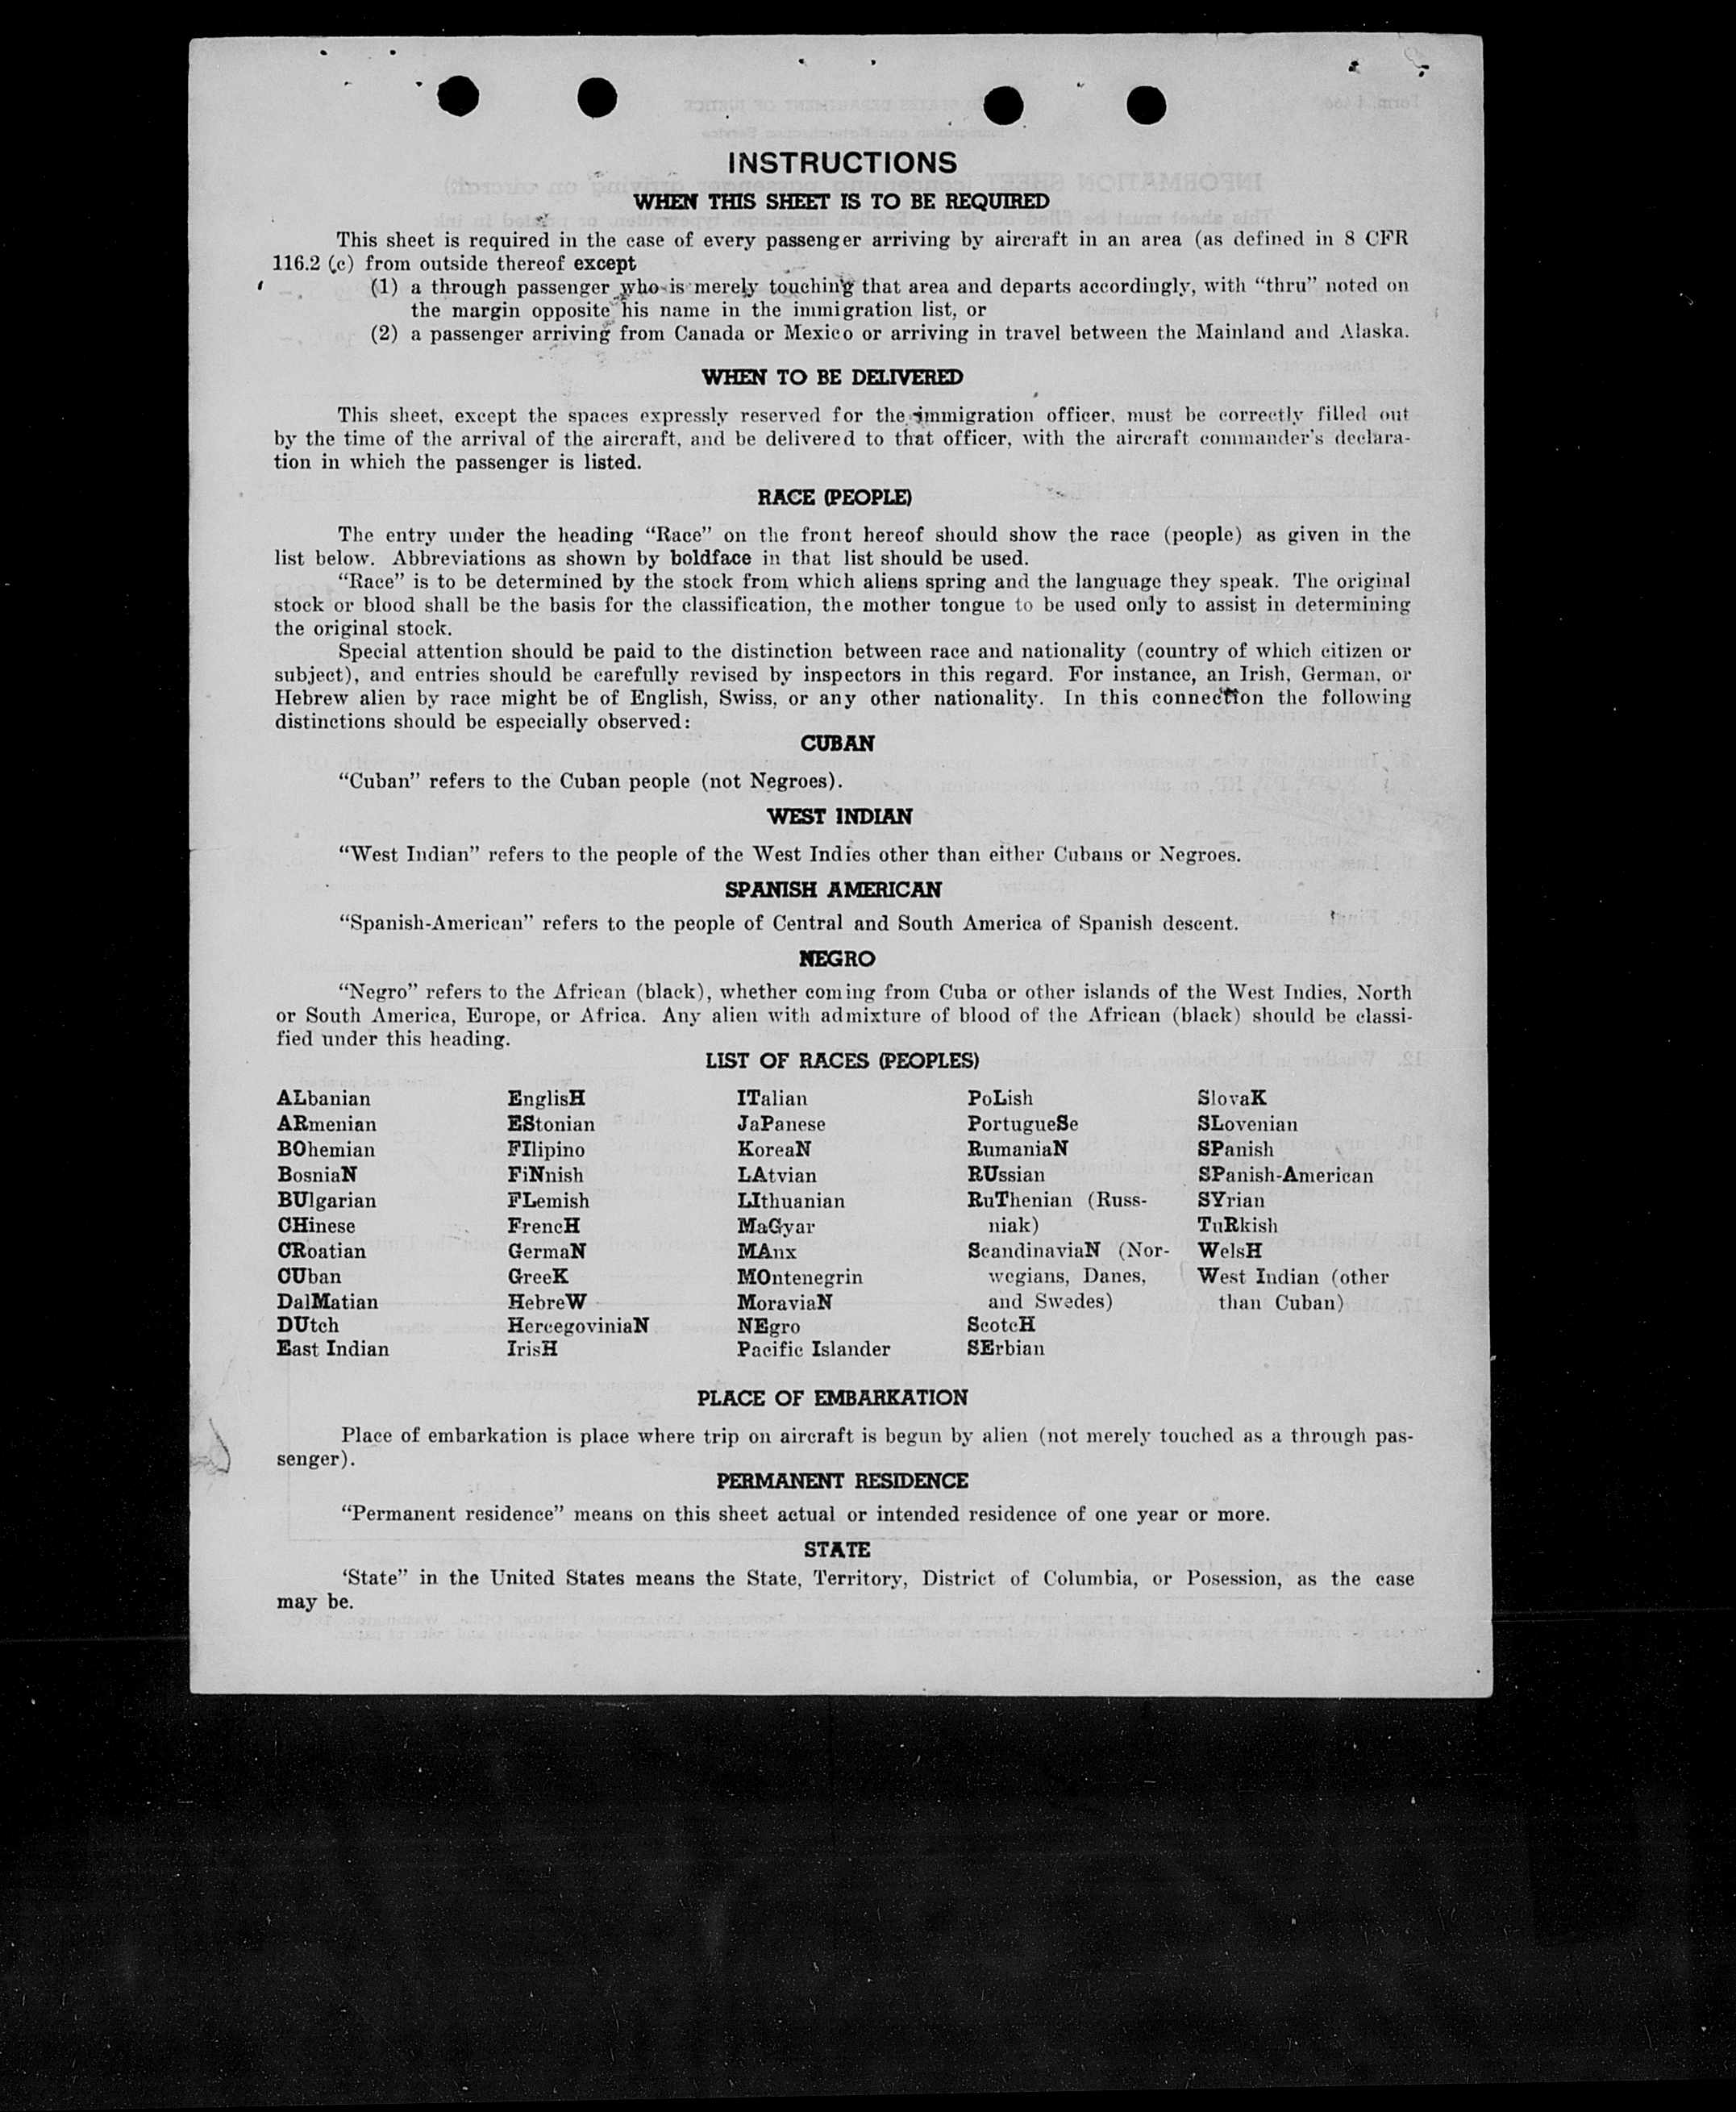 INSTRUCTIONS
WHEN THIS SHEET IS TO BE REQUIRED
This sheet is required in the case of every passenger arriving by aircraft in an area (as defined in 8 CFR
116.2 (c) from outside thereof except
(1) a through passenger who is merely touching that area and departs accordingly, with “thru” noted on
the margin opposite his name in the immigration list, or
(2) a passenger arriving from Canada or Mexico or arriving in travel between the Mainland and Alaska.
WHEN TO BE DELIVERED
This sheet, except the spaces expressly reserved for the immigration officer, must be correctly filled out
by the time of the arrival of the aircraft, and be delivered to that officer, with the aircraft commander's declara-
tion in which the passenger is listed.
RACE (PEOPLE)
The entry under the heading “Race” on the front hereof should show the race (people) as given in the
list below. Abbreviations as shown by boldface in that list should be used.
“Race” is to be determined by the stock from which aliens spring and the language they speak. The original
stock or blood shall be the basis for the classification, the mother tongue to be used only to assist in determining
the original stock.
Special attention should be paid to the distinction between race and nationality (country of which citizen or
subject), and entries should be carefully revised by inspectors in this regard. For instance, an Irish, German, or
Hebrew alien by race might be of English, Swiss, or any other nationality. In this connection the following
distinctions should be especially observed:
CUBAN
“Cuban” refers to the Cuban people (not Negroes).
WEST INDIAN
“West Indian” refers to the people of the West Indies other than either Cubans or Negroes.
SPANISH AMERICAN
“Spanish-American” refers to the people of Central and South America of Spanish descent.
NEGRO
“Negro” refers to the African (black), whether coming from Cuba or other islands of the West Indies, North
or South America, Europe, or Africa. Any alien with admixture of blood of the African (black) should be classi-
fied under this heading.
LIST OF RACES (PEOPLES)
ALbanian
ARmenian
BOhemian
BosniaN
BUlgarian
CHinese
CRoatian
CUban
DalMatian
DUtch
East Indian
EnglisH
EStonian
FIlipino
FiNnish
FLemish
FrencH
GermaN
GreeK
HebreW
HercegoviniaN
IrisH
ITalian
JaPanese
KoreaN
LAtvian
LIthuanian
MaGyar
MAnx
MOntenegrin
MoraviaN
NEgro
Pacific Islander
PoLish
PortugueSe
RumaniaN
RUssian
RuThenian (Russ-
niak)
ScandinaviaN (Nor-
wegians, Danes,
and Swedes)
ScotcH
SErbian
SlovaK
SLovenian
SPanish
SPanish-American
SYrian
TuRkish
WelsH
West Indian (other
than Cuban)
PLACE OF EMBARKATION
Place of embarkation is place where trip on aircraft is begun by alien (not merely touched as a through pas-
senger).
PERMANENT RESIDENCE
“Permanent residence” means on this sheet actual or intended residence of one year or more.
STATE
‘State” in the United States means the State, Territory, District of Columbia, or Posession, as the case
may be.